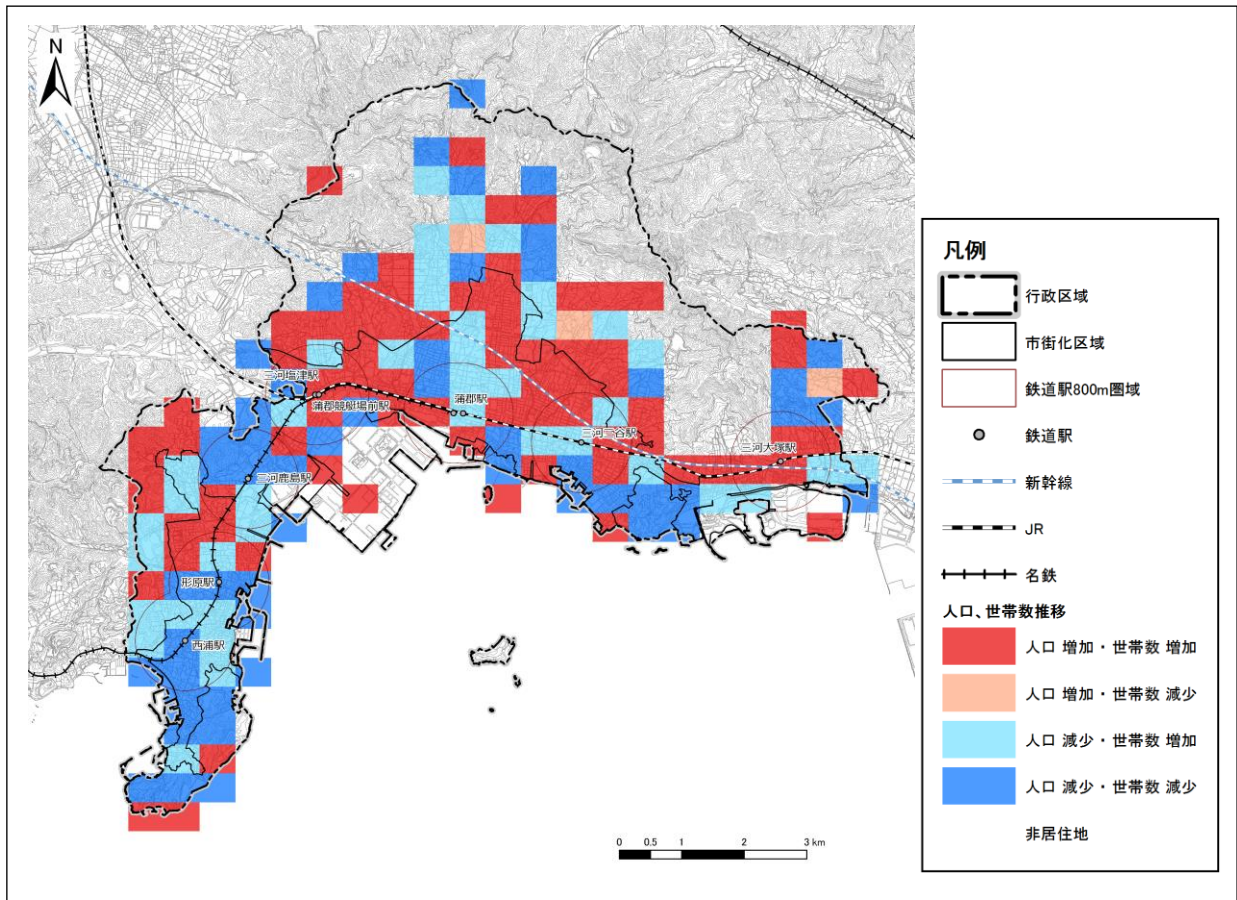 N
三河塩津駅
蒲郡競艇場前駅
蒲郡駅
三河三谷駅
三河大塚駅
三河鹿島駅
形原駅
西浦駅
0 0.5 1 2 3 km
凡例
行政区域
市街化区域
鉄道駅800m圏域
鉄道駅
新幹線
JR
名鉄
人口、世帯数推移
人口 増加・世帯数 増加
人口 増加・世帯数 減少
人口 減少・世帯数 増加
人口 減少・世帯数 減少
非居住地